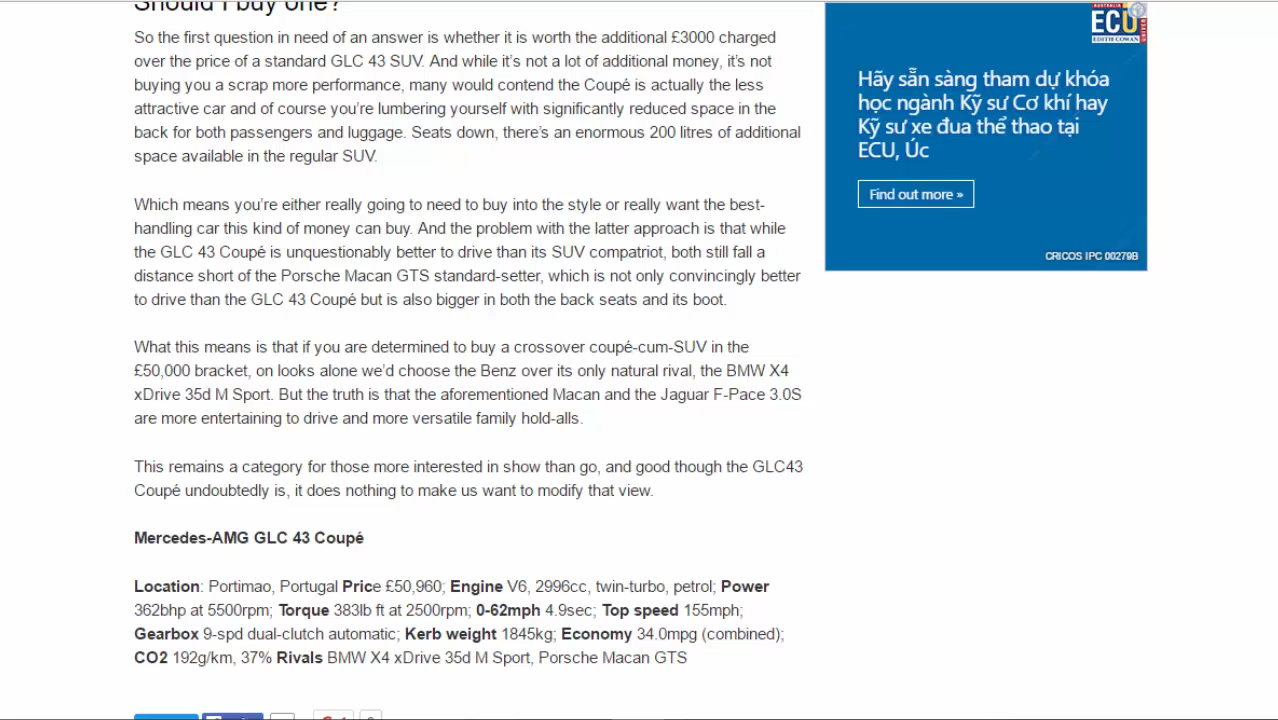 Should I buy one?
So the first question in need of an answer is whether it is worth the additional £3000 charged
over the price of a standard GLC 43 SUV. And while it's not a lot of additional money, it's not
buying you a scrap more performance, many would contend the Coupé is actually the less
attractive car and of course you're lumbering yourself with significantly reduced space in the
back for both passengers and luggage. Seats down, there's an enormous 200 litres of additional
space available in the regular SUV.
Which means you're either really going to need to buy into the style or really want the best-
handling car this kind of money can buy. And the problem with the latter approach is that while
the GLC 43 Coupé is unquestionably better to drive than its SUV compatriot, both still fall a
distance short of the Porsche Macan GTS standard-setter, which is not only convincingly better
to drive than the GLC 43 Coupé but is also bigger in both the back seats and its boot.
What this means is that if you are determined to buy a crossover coupé-cum-SUV in the
£50,000 bracket, on looks alone we'd choose the Benz over its only natural rival, the BMW X4
xDrive 35d M Sport. But the truth is that the aforementioned Macan and the Jaguar F-Pace 3.0S
are more entertaining to drive and more versatile family hold-alls.
This remains a category for those more interested in show than go, and good though the GLC43
Coupé undoubtedly is, it does nothing to make us want to modify that view.
Mercedes-AMG GLC 43 Coupé
Location: Portimao, Portugal Price £50,960; Engine V6, 2996cc, twin-turbo, petrol; Power
362bhp at 5500rpm; Torque 383lb ft at 2500rpm; 0-62mph 4.9sec; Top speed 155mph;
Gearbox 9-spd dual-clutch automatic; Kerb weight 1845kg; Economy 34.0mpg (combined);
CO2 192g/km, 37% Rivals BMW X4 xDrive 35d M Sport, Porsche Macan GTS
AUSTRALIA
ECU
EDITH COWAN
Hãy sẵn sàng tham dự khóa
học ngành Kỹ sư Cơ khí hay
Kỹ sư xe đua thể thao tại
ECU, Úc
Find out more »
CRICOS IPC 00279B